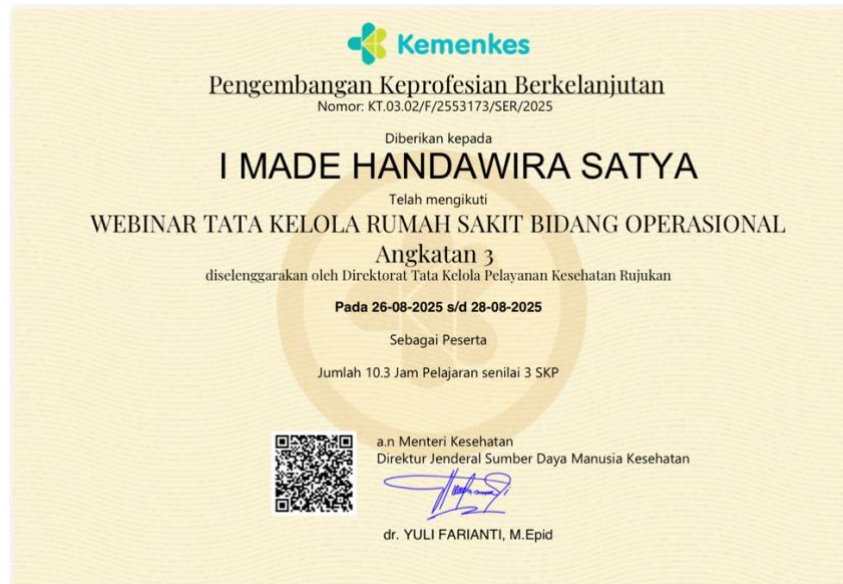 Kemenkes
Pengembangan Keprofesian Berkelanjutan
Nomor: KT.03.02/F/2553173/SER/2025
Diberikan kepada
I MADE HANDAWIRA SATYA
Telah mengikuti
WEBINAR TATA KELOLA RUMAH SAKIT BIDANG OPERASIONAL
Angkatan 3
diselenggarakan oleh Direktorat Tata Kelola Pelayanan Kesehatan Rujukan
Pada 26-08-2025 s/d 28-08-2025
Sebagai Peserta
Jumlah 10.3 Jam Pelajaran senilai 3 SKP
a.n Menteri Kesehatan
Direktur Jenderal Sumber Daya Manusia Kesehatan
dr. YULI FARIANTI, M.Epid